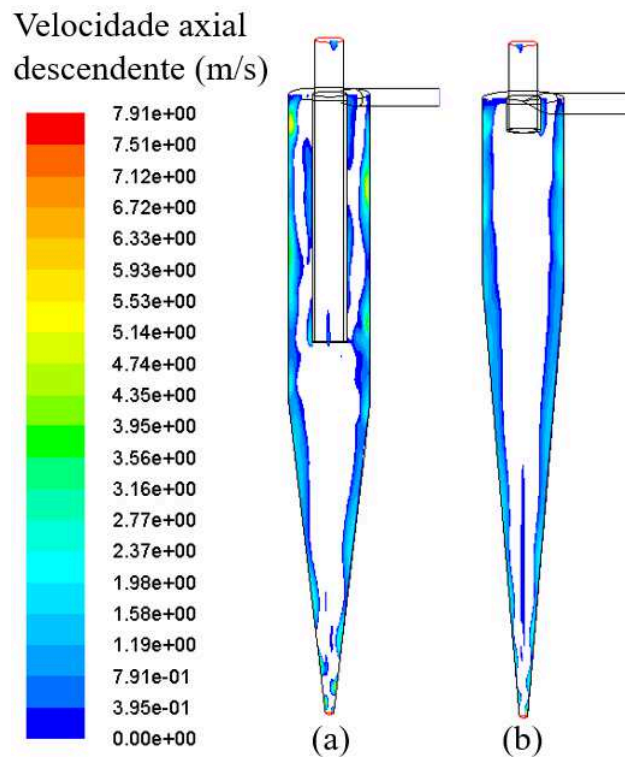 Velocidade axial
descendente (m/s)
7.91e+00
7.51e+00
7.12e+00
6.72e+00
6.33e+00
5.93e+00
5.53e+00
5.14e+00
4.74e+00
4.35e+00
3.95e+00
3.56e+00
3.16e+00
2.77e+00
2.37e+00
1.98e+00
1.58e+00
1.19e+00
7.91e-01
3.95e-01
0.00e+00
(a)
(b)